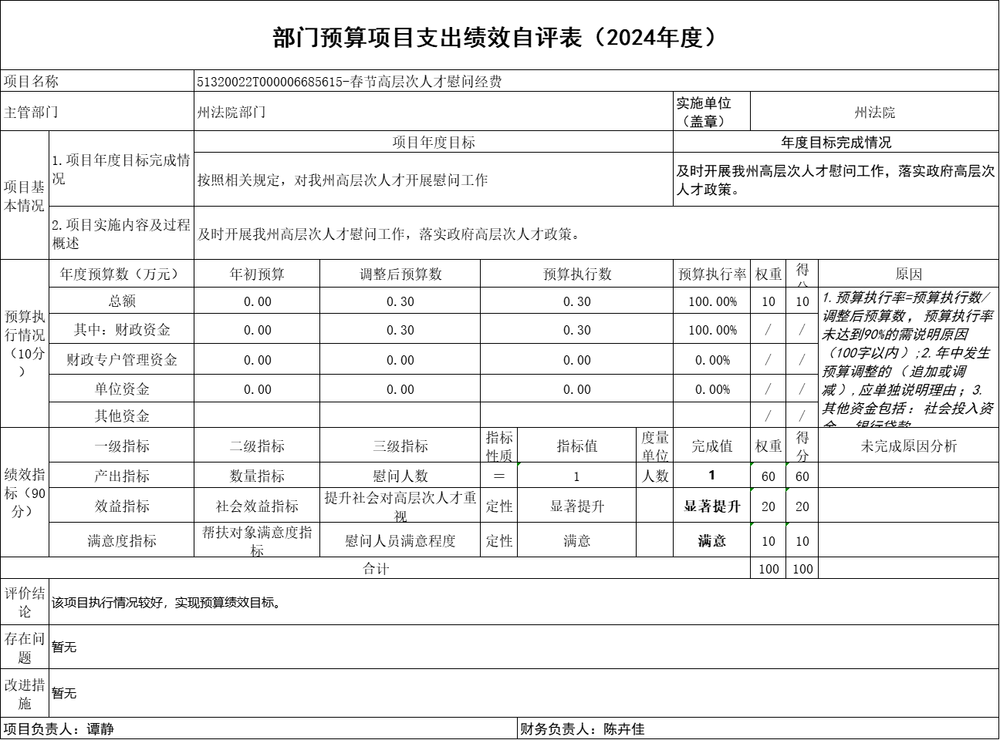 部门预算项目支出绩效自评表（2024年度）
项目名称 51320022T000006685615-春节高层次人才慰问经费
主管部门 州法院部门 实施单位（盖章） 州法院
项目基本情况 1.项目年度目标完成情况 项目年度目标 年度目标完成情况
按照相关规定，对我州高层次人才开展慰问工作 及时开展我州高层次人才慰问工作，落实政府高层次人才政策。
2.项目实施内容及过程概述 及时开展我州高层次人才慰问工作，落实政府高层次人才政策。
预算执行情况（10分） 年度预算数（万元） 年初预算 调整后预算数 预算执行数 预算执行率 权重 得分 原因
总额 0.00 0.30 0.30 100.00% 10 10
其中：财政资金 0.00 0.30 0.30 100.00% / /
财政专户管理资金 0.00 0.00 0.00 0.00% / /
单位资金 0.00 0.00 0.00 0.00% / /
其他资金 / /
1.预算执行率=预算执行数/
调整后预算数，预算执行率
未达到90%的需说明原因
（100字以内）;2.年中发生
预算调整的（追加或调
减）,应单独说明理由；3.
其他资金包括：社会投入资
金、银行贷款
绩效指标（90分） 一级指标 二级指标 三级指标 指标性质 指标值 度量单位 完成值 权重 得分 未完成原因分析
产出指标 数量指标 慰问人数 ＝ 1 人数 1 60 60
效益指标 社会效益指标 提升社会对高层次人才重视 定性 显著提升 显著提升 20 20
满意度指标 帮扶对象满意度指标 慰问人员满意程度 定性 满意 满意 10 10
合计 100 100
评价结论 该项目执行情况较好，实现预算绩效目标。
存在问题 暂无
改进措施 暂无
项目负责人：谭静 财务负责人：陈卉佳